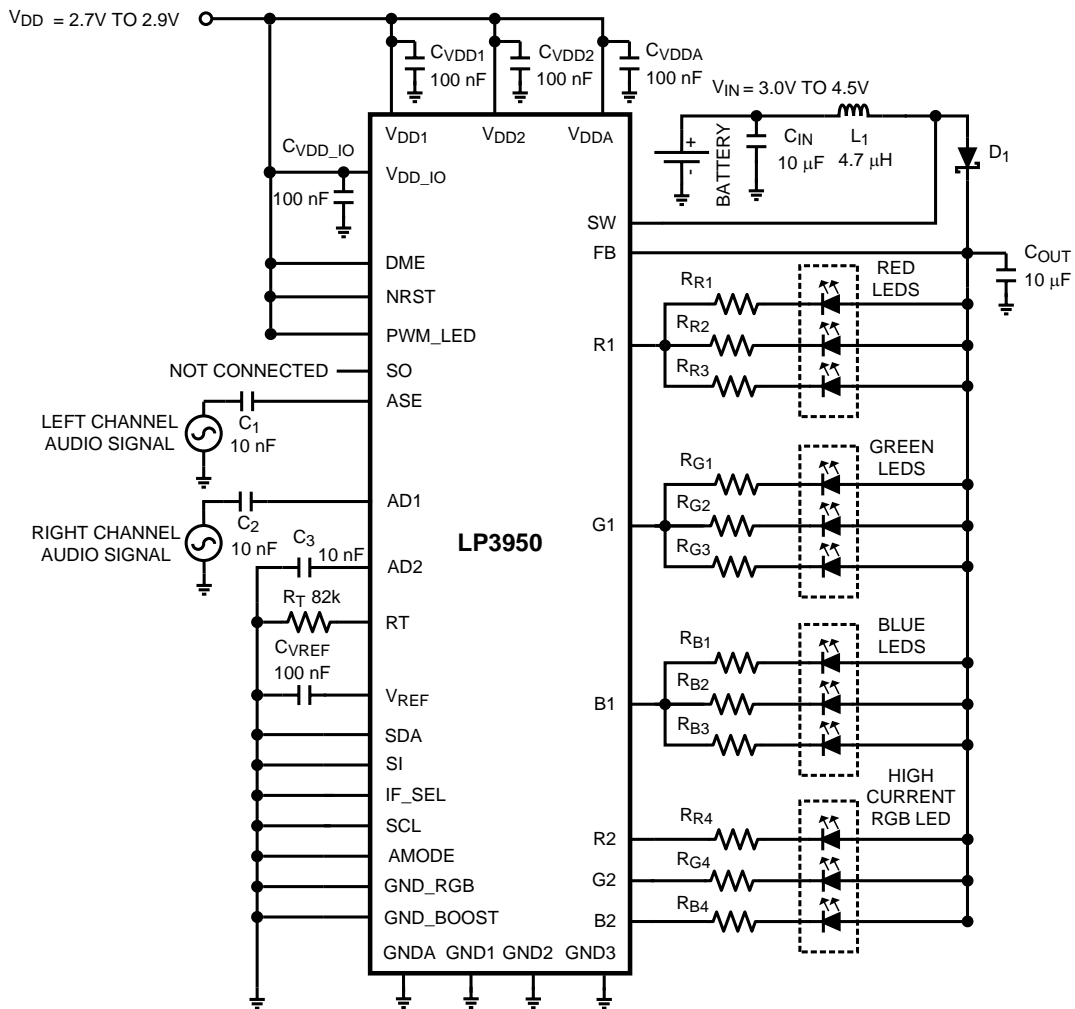 VDD = 2.7V TO 2.9V
CVDD1
100 nF
CVDD2
100 nF
CVDDA
100 nF
VIN = 3.0V TO 4.5V
BATTERY
+
-
CIN
10 μF
L1
4.7 μH
D1
VDD1
VDD2
VDDA
CVDD_IO
100 nF
VDD_IO
SW
FB
COUT
10 μF
DME
NRST
PWM_LED
NOT CONNECTED
SO
ASE
LEFT CHANNEL
AUDIO SIGNAL
C1
10 nF
AD1
RIGHT CHANNEL
AUDIO SIGNAL
C2
10 nF
C3
10 nF
AD2
RT 82k
RT
CVREF
100 nF
VREF
SDA
SI
IF_SEL
SCL
AMODE
GND_RGB
GND_BOOST
LP3950
GNDA
GND1
GND2
GND3
RED
LEDS
RR1
RR2
RR3
R1
GREEN
LEDS
RG1
RG2
RG3
G1
BLUE
LEDS
RB1
RB2
RB3
B1
HIGH
CURRENT
RGB LED
RR4
R2
RG4
G2
RB4
B2